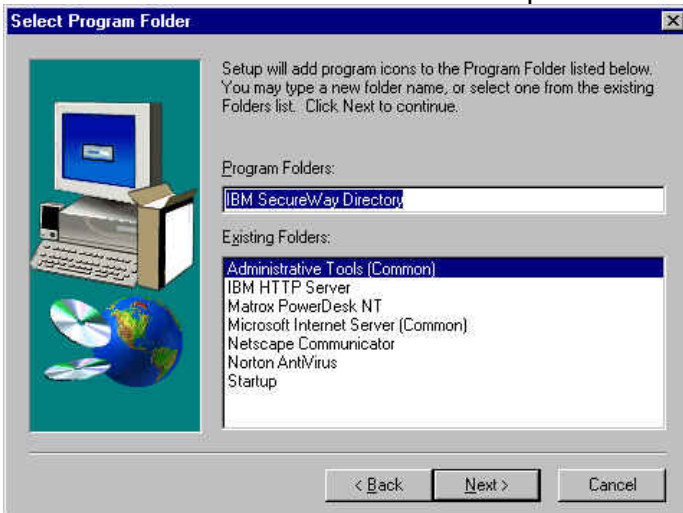 Select Program Folder
Setup will add program icons to the Program Folder listed below.
You may type a new folder name, or select one from the existing
Folders list. Click Next to continue.
Program Folders:
IBM SecureWay Directory
Existing Folders:
Administrative Tools (Common)
IBM HTTP Server
Matrox PowerDesk NT
Microsoft Internet Server (Common)
Netscape Communicator
Norton AntiVirus
Startup
< Back
Next >
Cancel